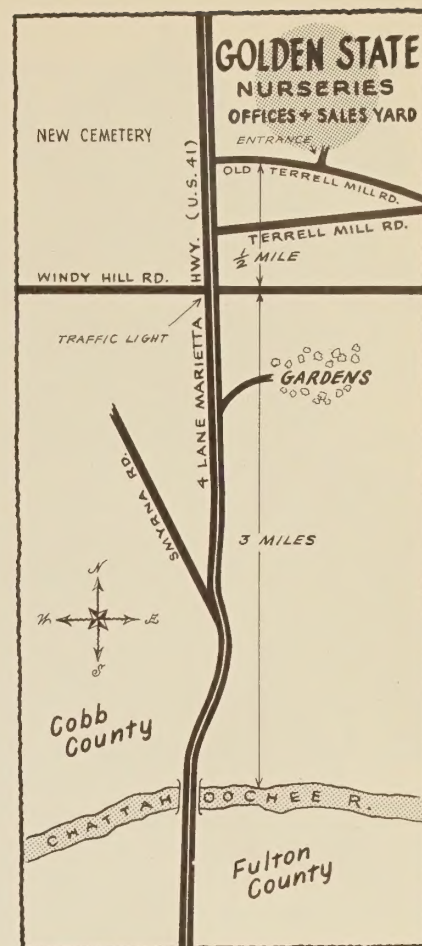 GOLDEN STATE
NURSERIES
OFFICES & SALES YARD
NEW CEMETERY
ENTRANCE
OLD TERRELL MILL RD.
TERRELL MILL RD.
½ MILE
4 LANE MARIETTA HWY. (U.S. 41)
WINDY HILL RD.
TRAFFIC LIGHT
GARDENS
SMYRNA RD.
3 MILES
N
W E
S
Cobb
County
CHATTAHOOCHEE R.
Fulton
County